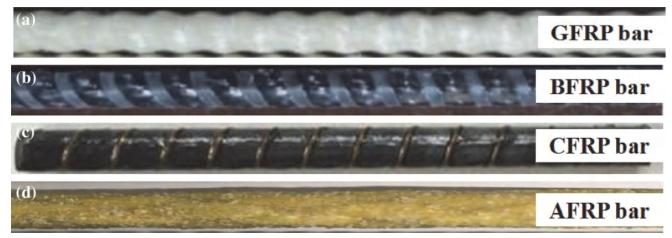 (a)
GFRP bar
(b)
BFRP bar
(c)
CFRP bar
(d)
AFRP bar